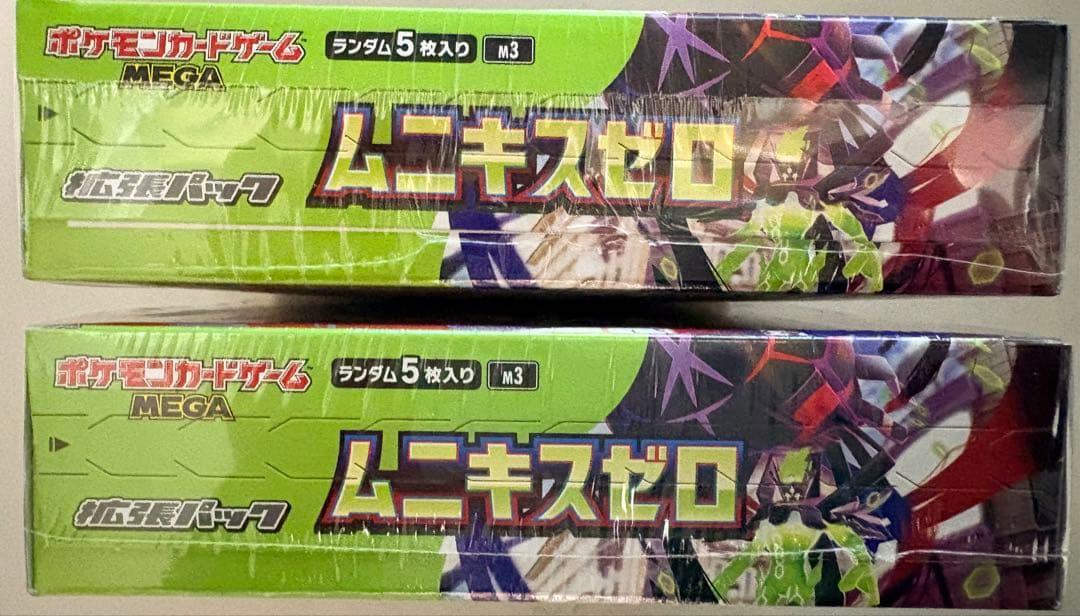 ポケモンカードゲーム
MEGA
ランダム5枚入り M3
ムニキスゼロ
拡張パック
ポケモンカードゲーム
MEGA
ランダム5枚入り M3
ムニキスゼロ
拡張パック